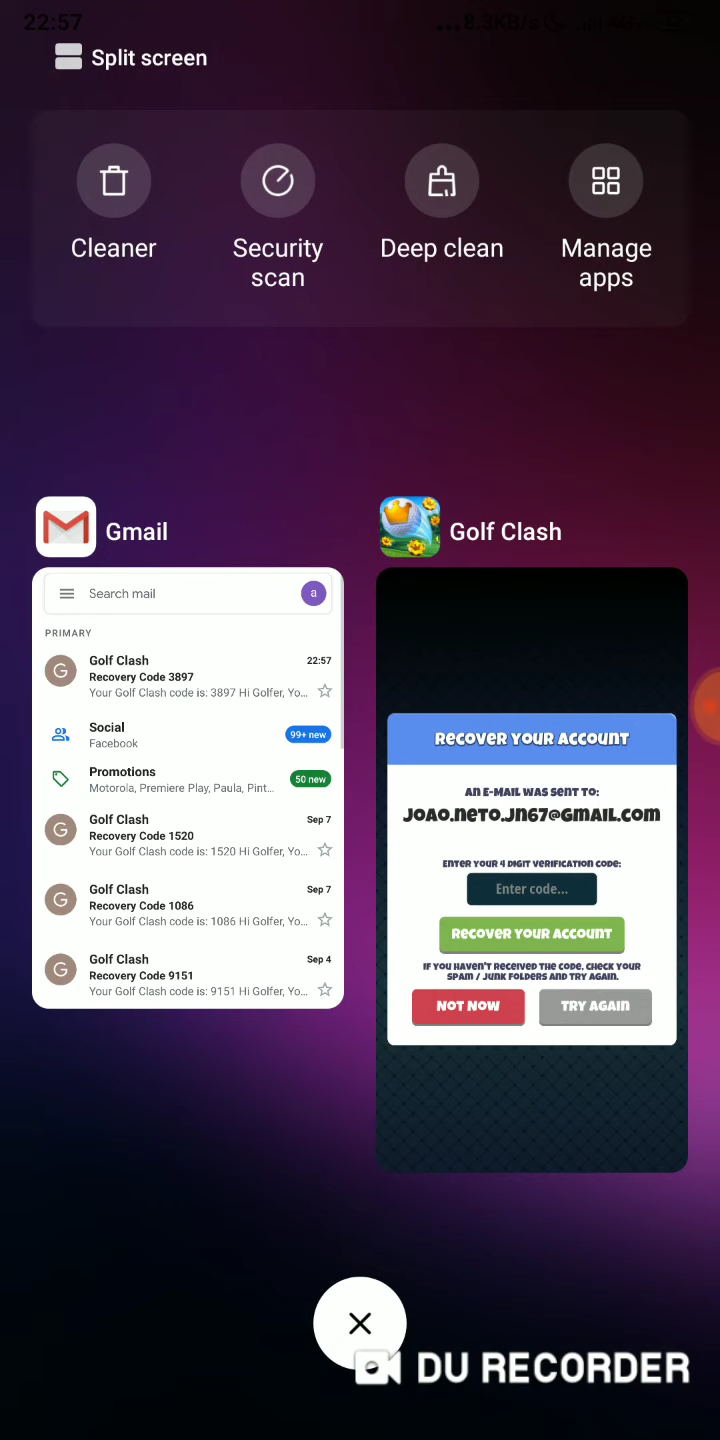 22:57
...8.3KB/s
Split screen
Cleaner
Security
scan
Deep clean
Manage
apps
Gmail
Search mail
a
PRIMARY
G
Golf Clash
22:57
Recovery Code 3897
Your Golf Clash code is: 3897 Hi Golfer, Yo...
Social
Facebook
99+ new
Promotions
Motorola, Premiere Play, Paula, Pint...
50 new
G
Golf Clash
Sep 7
Recovery Code 1520
Your Golf Clash code is: 1520 Hi Golfer, Yo...
G
Golf Clash
Sep 7
Recovery Code 1086
Your Golf Clash code is: 1086 Hi Golfer, Yo...
G
Golf Clash
Sep 4
Recovery Code 9151
Your Golf Clash code is: 9151 Hi Golfer, Yo...
Golf Clash
RECOVER YOUR ACCOUNT
AN E-MAIL WAS SENT TO:
JOAO.NETO.JN67@GMAIL.COM
ENTER YOUR 4 DIGIT VERIFICATION CODE:
Enter code...
RECOVER YOUR ACCOUNT
IF YOU HAVEN'T RECEIVED THE CODE, CHECK YOUR
SPAM / JUNK FOLDERS AND TRY AGAIN.
NOT NOW
TRY AGAIN
DU RECORDER